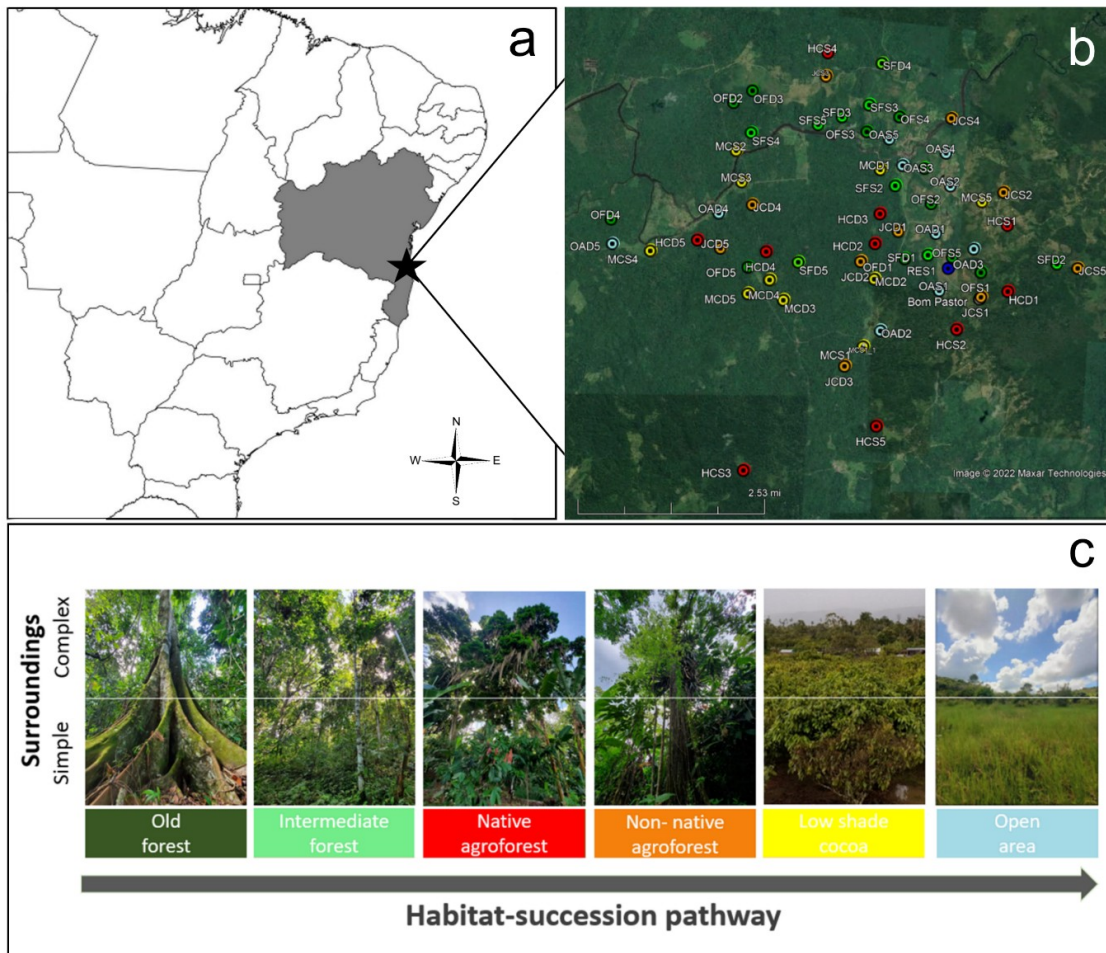 a
N
W E
S
b
HCS4
SFD4
OFD2
OFD3
SFD3
SFS3
SFS5
OFS4
JCS4
OFS3
OAS5
SFS4
MCS2
OAS4
MCD1
OAS3
MCS3
SFS2
OAS2
JCS2
OFS2
MCS5
OAD4
JCD4
OFD4
HCD3
HCS1
JCD1
OAD1
OAD5
HCD5
JCD5
HCD2
MCS4
HCD4
SFD1
OFS5
OFD5
SFD5
OFD1
RES1
OAD3
SFD2
JCS5
JCD2
MCD2
OAS1
OFS1
HCD1
MCD5
MCD4
MCD3
Bom Pastor
JCS1
OAD2
HCS2
MCS1
JCD3
HCS5
HCS3
Image © 2022 Maxar Technologies
2.53 mi
c
Surroundings
Complex
Simple
Old
forest
Intermediate
forest
Native
agroforest
Non- native
agroforest
Low shade
cocoa
Open
area
Habitat-succession pathway